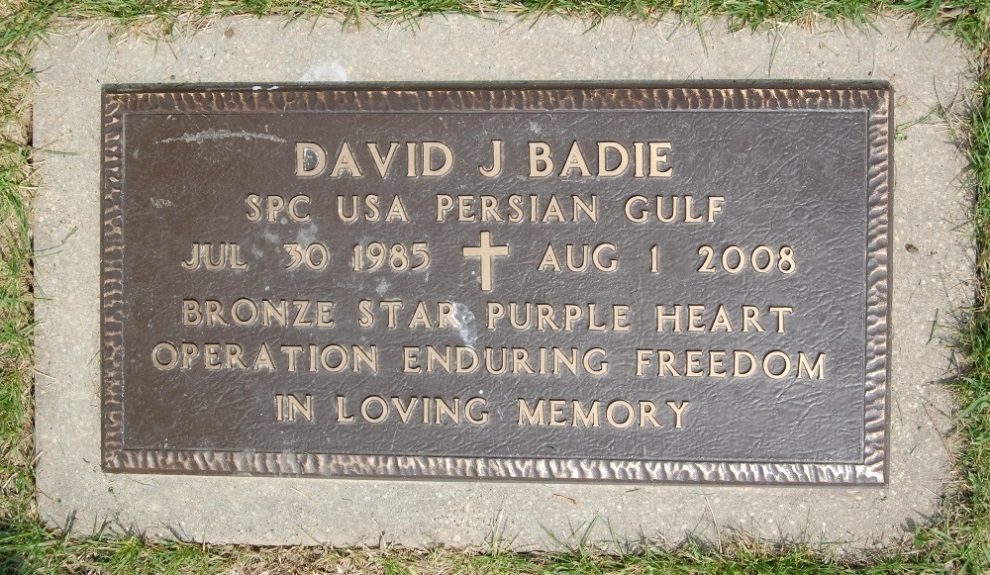 DAVID J BADIE
SPC USA PERSIAN GULF
JUL 30 1985 ✝ AUG 1 2008
BRONZE STAR PURPLE HEART
OPERATION ENDURING FREEDOM
IN LOVING MEMORY